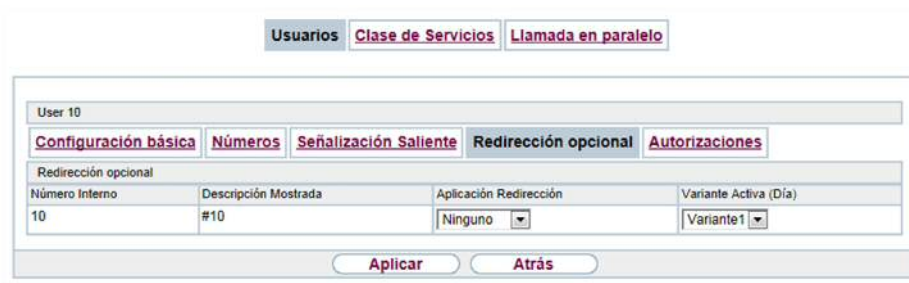 Usuarios Clase de Servicios Llamada en paralelo
User 10
Configuración básica Números Señalización Saliente Redirección opcional Autorizaciones
Redirección opcional
Número Interno Descripción Mostrada Aplicación Redirección Variante Activa (Día)
10 #10 Ninguno Variante1
Aplicar Atrás